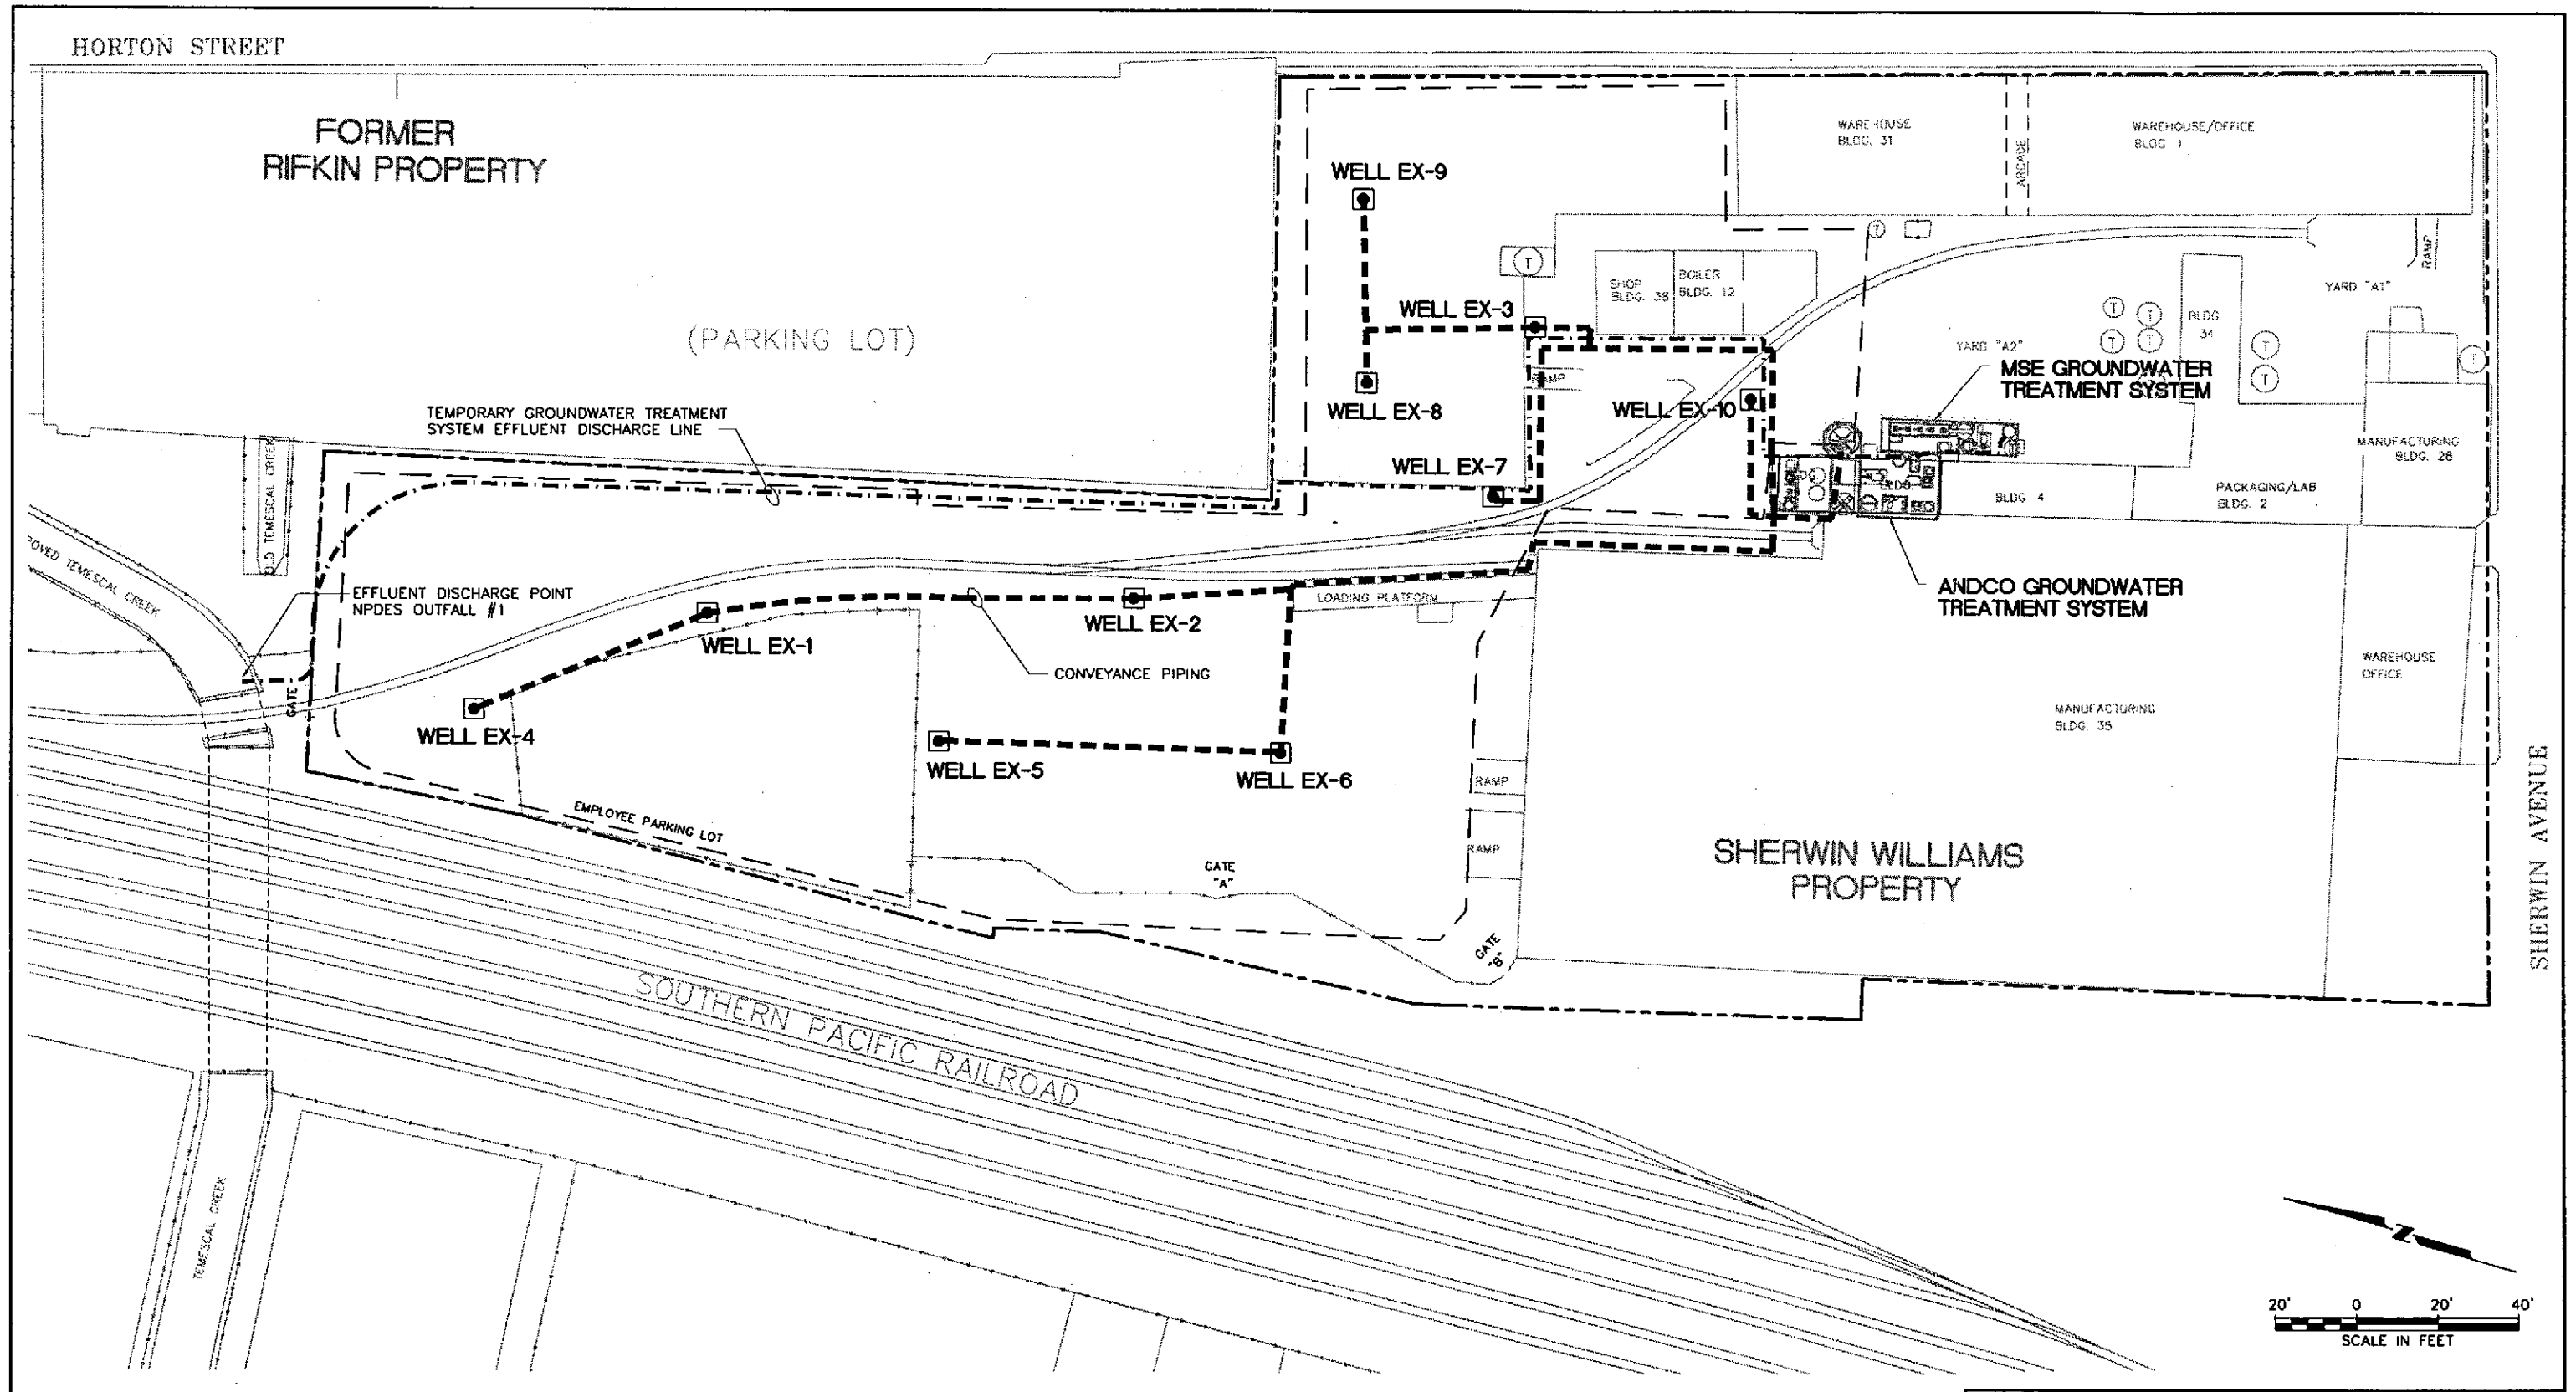 HORTON STREET
FORMER
RIFKIN PROPERTY
(PARKING LOT)
WELL EX-9
WAREHOUSE
BLDG. 31
ARCADE
WAREHOUSE/OFFICE
BLDG. 1
T
T
SHOP
BLDG. 38
BOILER
BLDG. 12
RAMP
YARD "A1"
WELL EX-3
T
T
T
T
BLDG.
34
T
T
T
YARD "A2"
MSE GROUNDWATER
TREATMENT SYSTEM
RAMP
WELL EX-8
WELL EX-10
TEMPORARY GROUNDWATER TREATMENT
SYSTEM EFFLUENT DISCHARGE LINE
WELL EX-7
MANUFACTURING
BLDG. 28
BLDG. 4
PACKAGING/LAB
BLDG. 2
OLD TEMESCAL CREEK
TEMESCAL CREEK
EFFLUENT DISCHARGE POINT
NPDES OUTFALL #1
LOADING PLATFORM
ANDCO GROUNDWATER
TREATMENT SYSTEM
WELL EX-1
WELL EX-2
CONVEYANCE PIPING
WAREHOUSE
OFFICE
GATE
WELL EX-4
WELL EX-5
WELL EX-6
MANUFACTURING
BLDG. 35
RAMP
EMPLOYEE PARKING LOT
RAMP
GATE
"A"
SHERWIN WILLIAMS
PROPERTY
SHERWIN AVENUE
GATE
"B"
SOUTHERN PACIFIC RAILROAD
TEMESCAL CREEK
N
20' 0 20' 40'
SCALE IN FEET